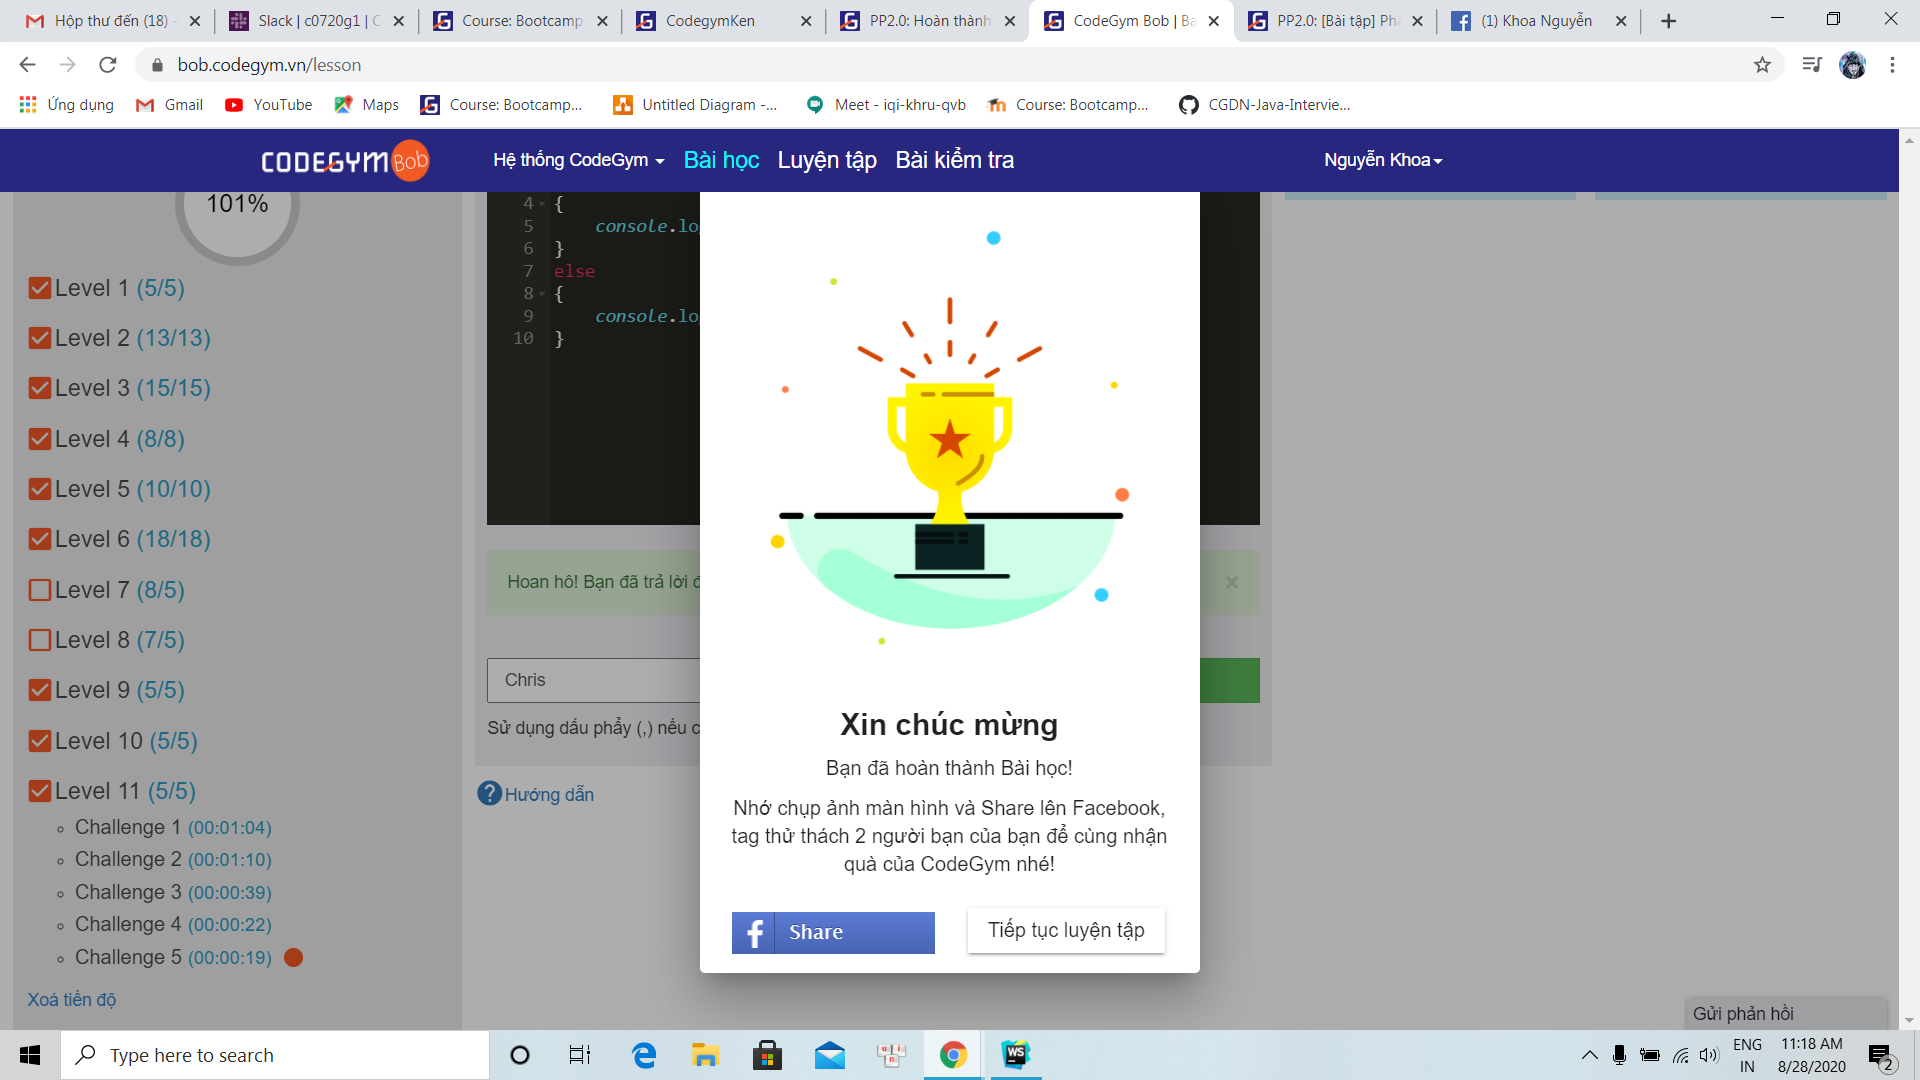 Hộp thư đến (18) -
Slack | c0720g1 | C
Course: Bootcamp
CodegymKen
PP2.0: Hoàn thành
CodeGym Bob | Bạ
PP2.0: [Bài tập] Phá
(1) Khoa Nguyễn
bob.codegym.vn/lesson
Ứng dụng
Gmail
YouTube
Maps
Course: Bootcamp...
Untitled Diagram -...
Meet - iqi-khru-qvb
Course: Bootcamp...
CGDN-Java-Intervie...
CODEGYM Bob
Hệ thống CodeGym
Bài học
Luyện tập
Bài kiểm tra
Nguyễn Khoa
101%
Level 1 (5/5)
Level 2 (13/13)
Level 3 (15/15)
Level 4 (8/8)
Level 5 (10/10)
Level 6 (18/18)
Level 7 (8/5)
Level 8 (7/5)
Level 9 (5/5)
Level 10 (5/5)
Level 11 (5/5)
Challenge 1 (00:01:04)
Challenge 2 (00:01:10)
Challenge 3 (00:00:39)
Challenge 4 (00:00:22)
Challenge 5 (00:00:19)
Xoá tiến độ
4 {
5 console.lo
6 }
7 else
8 {
9 console.lo
10 }
Hoan hô! Bạn đã trả lời đ
×
Chris
Sử dụng dấu phẩy (,) nếu c
? Hướng dẫn
Xin chúc mừng
Bạn đã hoàn thành Bài học!
Nhớ chụp ảnh màn hình và Share lên Facebook,
tag thử thách 2 người bạn của bạn để cùng nhận
quà của CodeGym nhé!
f Share
Tiếp tục luyện tập
Gửi phản hồi
Type here to search
WS
ENG
IN
11:18 AM
8/28/2020
2